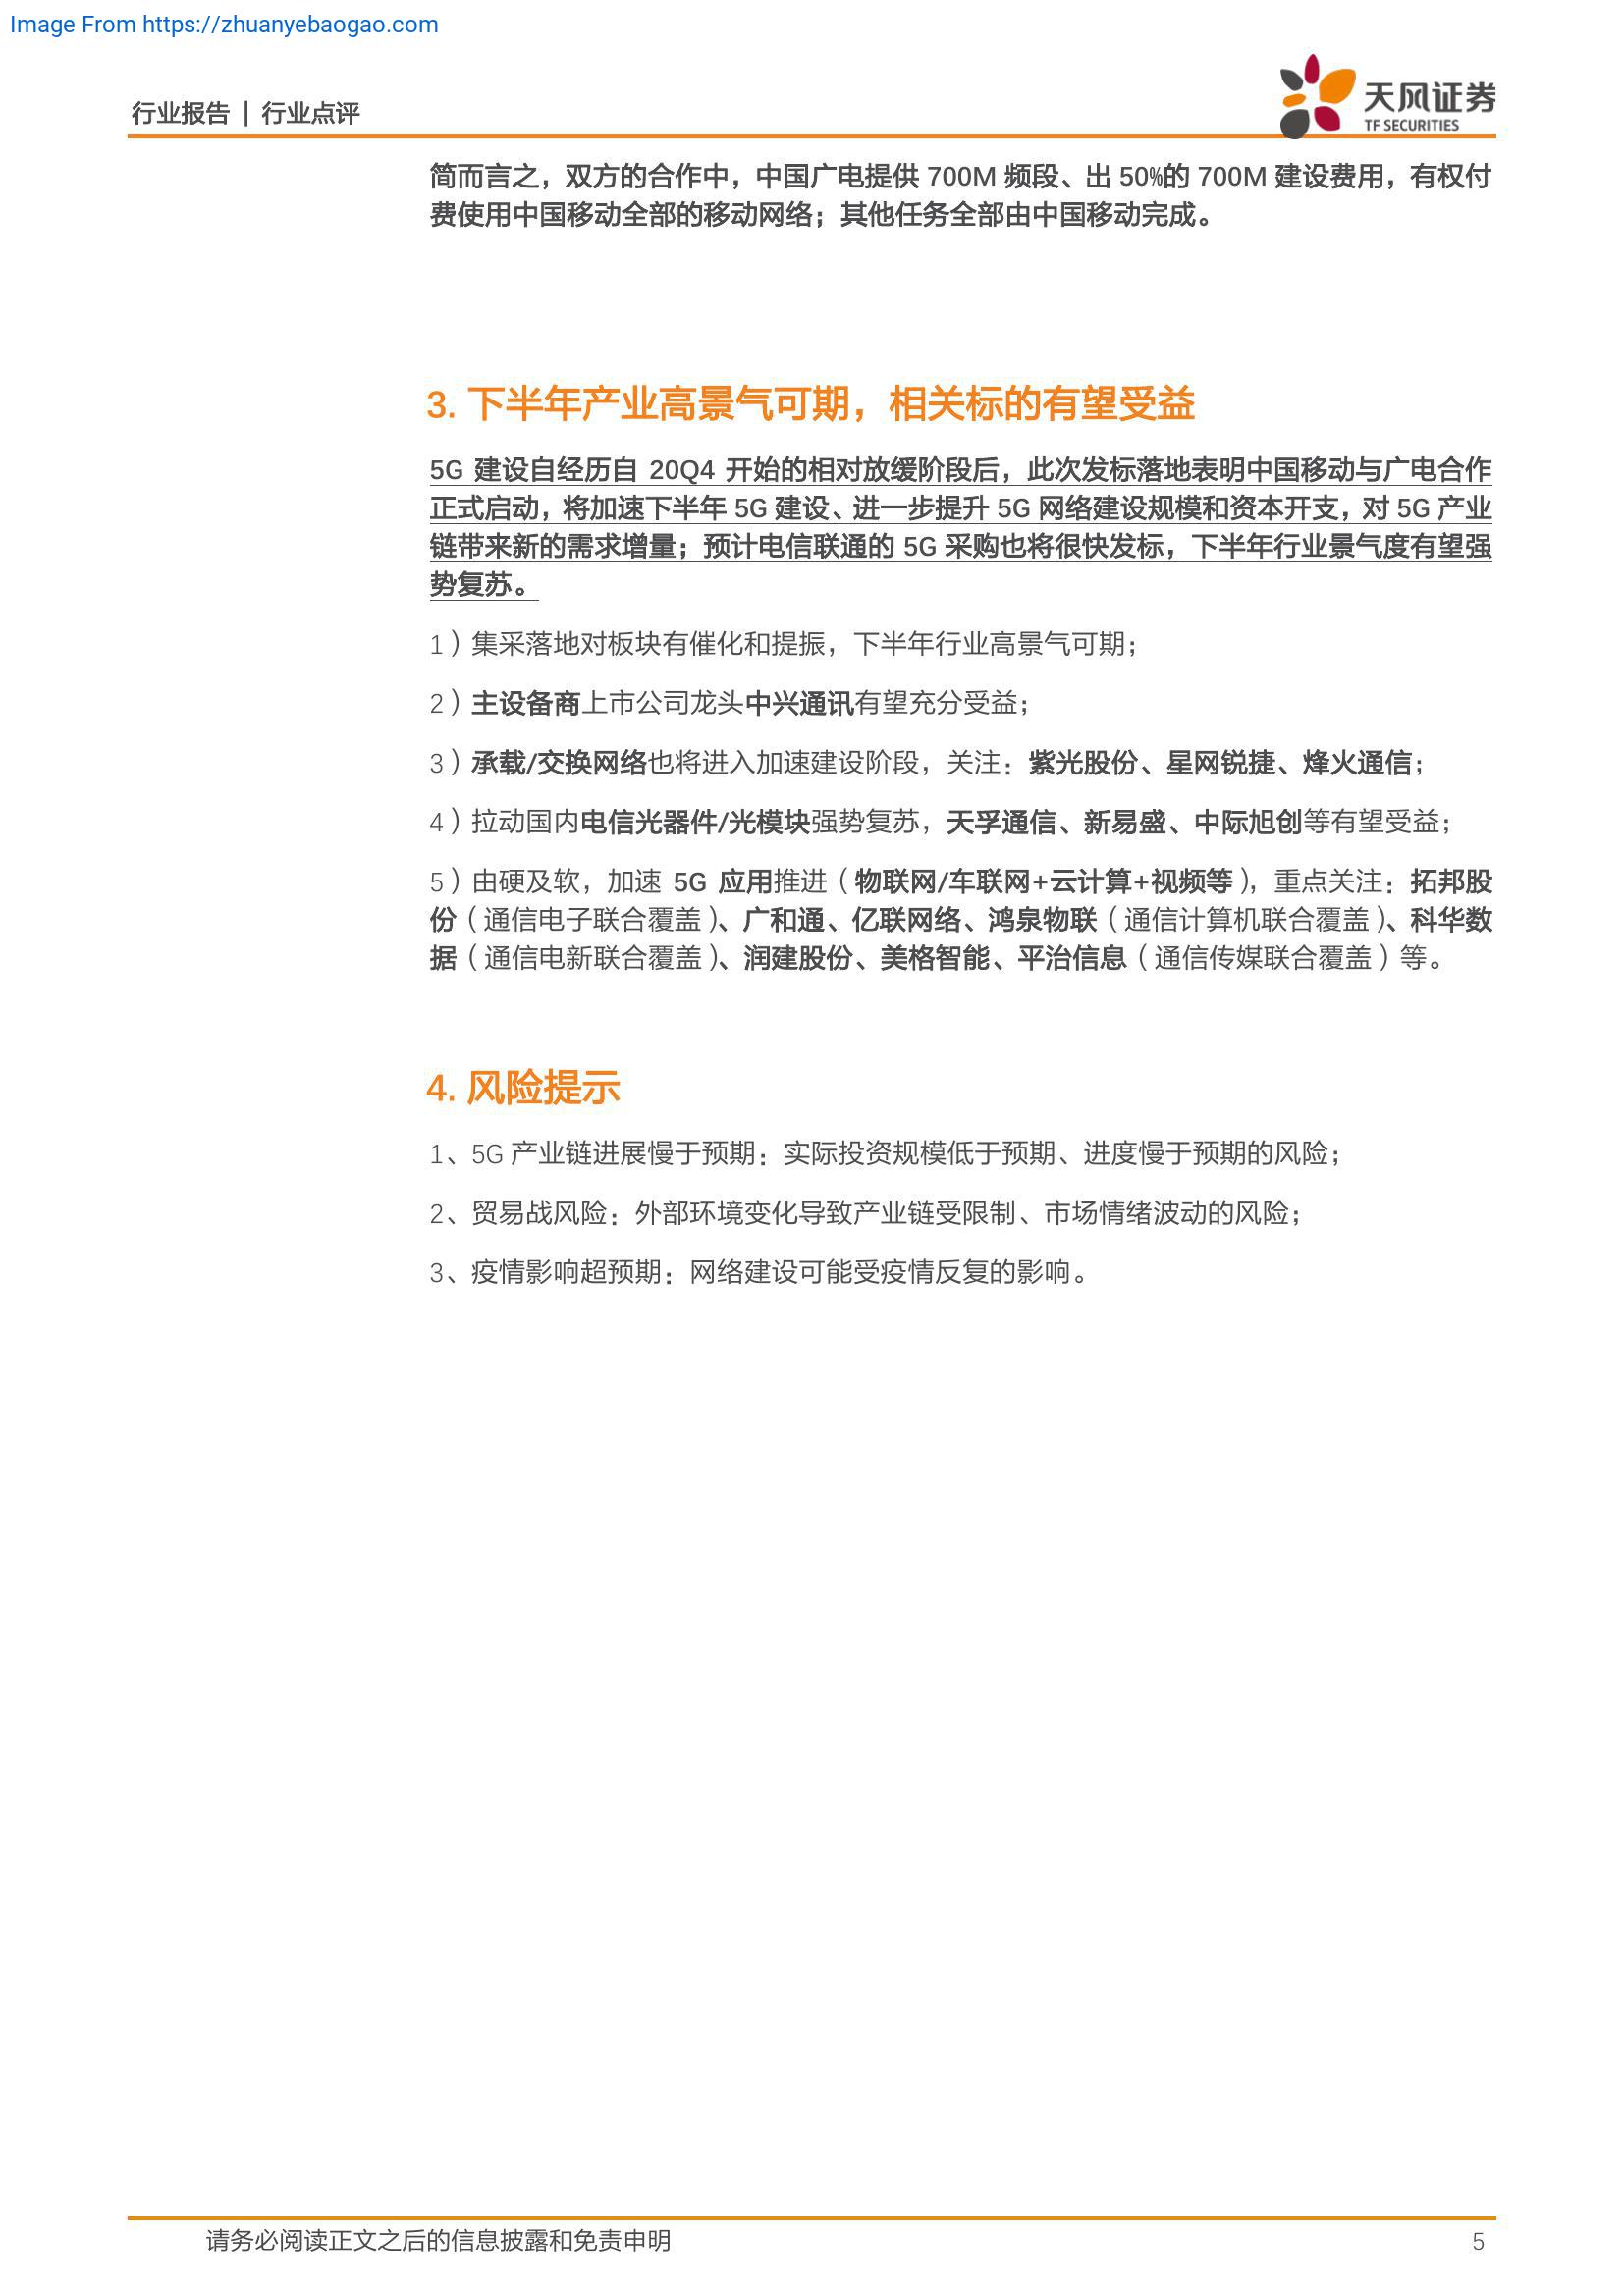 Image From https://zhuanyebaogao.com
行业报告 | 行业点评
天风证券
TF SECURITIES
简而言之，双方的合作中，中国广电提供 700M 频段、出 50%的 700M 建设费用，有权付
费使用中国移动全部的移动网络；其他任务全部由中国移动完成。
3. 下半年产业高景气可期，相关标的有望受益
5G 建设自经历自 20Q4 开始的相对放缓阶段后，此次发标落地表明中国移动与广电合作
正式启动，将加速下半年 5G 建设、进一步提升 5G 网络建设规模和资本开支，对 5G 产业
链带来新的需求增量；预计电信联通的 5G 采购也将很快发标，下半年行业景气度有望强
势复苏。
1）集采落地对板块有催化和提振，下半年行业高景气可期；
2）主设备商上市公司龙头中兴通讯有望充分受益；
3）承载/交换网络也将进入加速建设阶段，关注：紫光股份、星网锐捷、烽火通信；
4）拉动国内电信光器件/光模块强势复苏，天孚通信、新易盛、中际旭创等有望受益；
5）由硬及软，加速 5G 应用推进（物联网/车联网+云计算+视频等），重点关注：拓邦股
份（通信电子联合覆盖）、广和通、亿联网络、鸿泉物联（通信计算机联合覆盖）、科华数
据（通信电新联合覆盖）、润建股份、美格智能、平治信息（通信传媒联合覆盖）等。
4. 风险提示
1、5G 产业链进展慢于预期：实际投资规模低于预期、进度慢于预期的风险；
2、贸易战风险：外部环境变化导致产业链受限制、市场情绪波动的风险；
3、疫情影响超预期：网络建设可能受疫情反复的影响。
请务必阅读正文之后的信息披露和免责申明
5